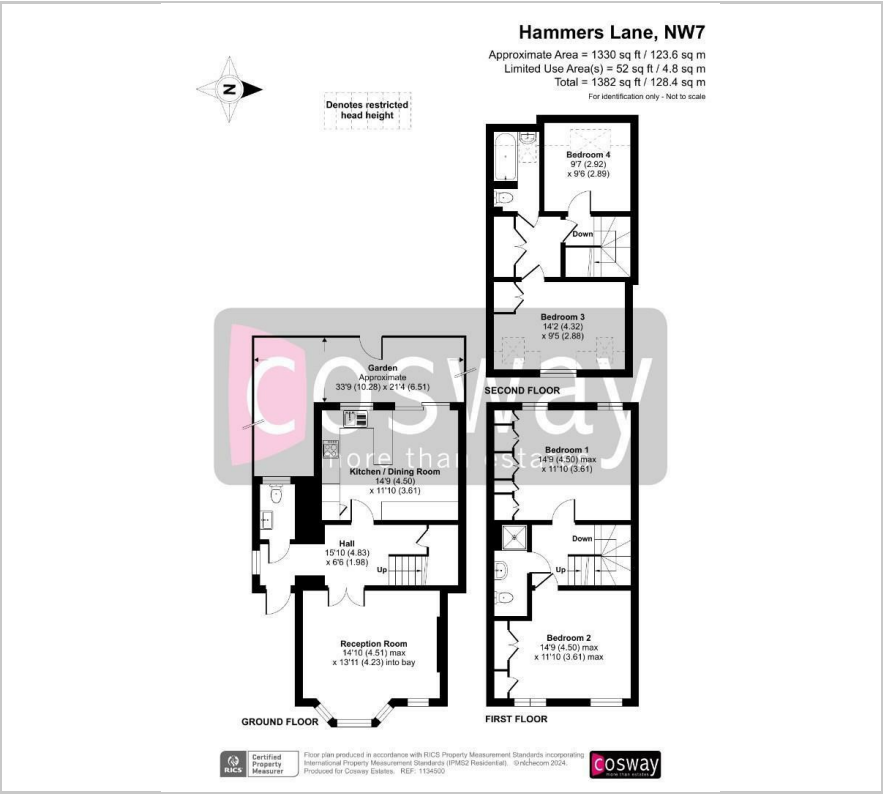 Hammers Lane, NW7
Approximate Area = 1330 sq ft / 123.6 sq m
Limited Use Area(s) = 52 sq ft / 4.8 sq m
Total = 1382 sq ft / 128.4 sq m
For identification only - Not to scale
N
Denotes restricted
head height
Bedroom 4
9'7 (2.92)
x 9'6 (2.89)
Down
Bedroom 3
14'2 (4.32)
x 9'5 (2.88)
SECOND FLOOR
cosway
more than esta
Garden
Approximate
33'9 (10.28) x 21'4 (6.51)
Kitchen / Dining Room
14'9 (4.50)
x 11'10 (3.61)
Hall
15'10 (4.83)
x 6'6 (1.98)
Up
Reception Room
14'10 (4.51) max
x 13'11 (4.23) into bay
GROUND FLOOR
Bedroom 1
14'9 (4.50) max
x 11'10 (3.61)
Down
Up
Bedroom 2
14'9 (4.50) max
x 11'10 (3.61) max
FIRST FLOOR
RICS
Certified
Property
Measurer
Floor plan produced in accordance with RICS Property Measurement Standards incorporating
International Property Measurement Standards (IPMS2 Residential). © nichecom 2024.
Produced for Cosway Estates. REF: 1134500
cosway
more than estates